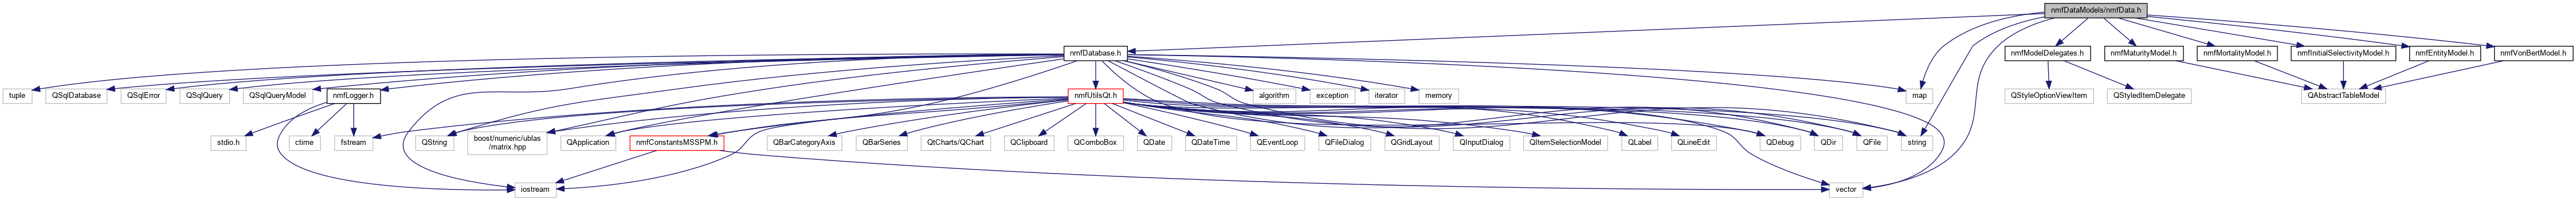 nmfDataModels/nmfData.h
nmfDatabase.h
nmfModelDelegates.h
nmfMaturityModel.h
nmfMortalityModel.h
nmfInitialSelectivityModel.h
nmfEntityModel.h
nmfVonBertModel.h
tuple
QSqlDatabase
QSqlError
QSqlQuery
QSqlQueryModel
nmfLogger.h
nmfUtilsQt.h
algorithm
exception
iterator
memory
map
QStyleOptionViewItem
QStyledItemDelegate
QAbstractTableModel
stdio.h
ctime
fstream
QString
boost/numeric/ublas
/matrix.hpp
QApplication
nmfConstantsMSSPM.h
QBarCategoryAxis
QBarSeries
QtCharts/QChart
QClipboard
QComboBox
QDate
QDateTime
QEventLoop
QFileDialog
QGridLayout
QInputDialog
QItemSelectionModel
QLabel
QLineEdit
QDebug
QDir
QFile
string
iostream
vector